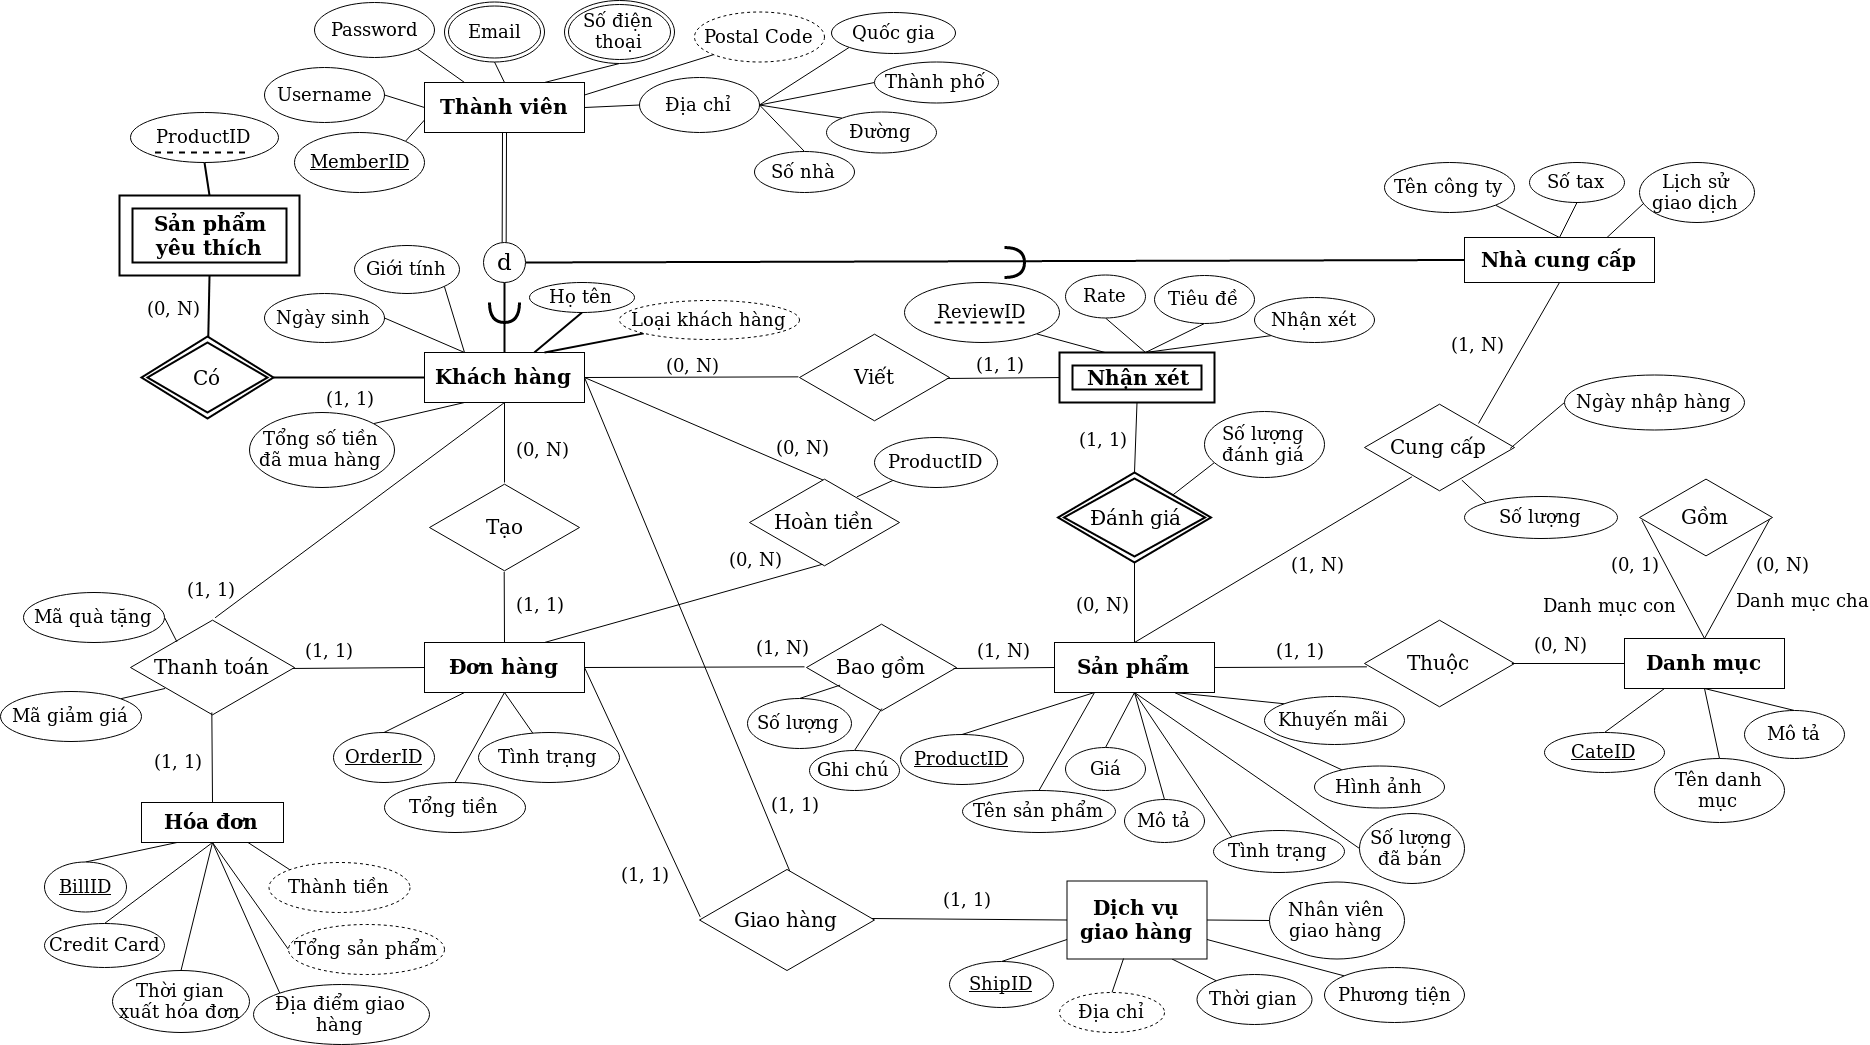 Password
Email
Số điện
thoại
Postal Code
Quốc gia
Username
Thành viên
Địa chỉ
Thành phố
Đường
ProductID
MemberID
Số nhà
Sản phẩm
yêu thích
Tên công ty
Số tax
Lịch sử
giao dịch
d
Nhà cung cấp
Giới tính
Họ tên
Ngày sinh
Loại khách hàng
(0, N)
ReviewID
Rate
Tiêu đề
Nhận xét
Có
Khách hàng
(0, N)
Viết
(1, 1)
Nhận xét
(1, N)
(1, 1)
Tổng số tiền
đã mua hàng
(0, N)
(0, N)
ProductID
(1, 1)
Số lượng
đánh giá
Cung cấp
Ngày nhập hàng
Tạo
Hoàn tiền
Đánh giá
Số lượng
Gồm
(0, N)
(1, N)
(0, 1)
(0, N)
(1, 1)
(1, 1)
(0, N)
Danh mục con
Danh mục cha
Mã quà tặng
Thanh toán
(1, 1)
Đơn hàng
(1, N)
Bao gồm
(1, N)
Sản phẩm
(1, 1)
Thuộc
(0, N)
Danh mục
Mã giảm giá
Số lượng
Khuyến mãi
(1, 1)
OrderID
Tình trạng
Ghi chú
ProductID
Giá
Hình ảnh
CateID
Mô tả
Tên danh
mục
Tổng tiền
(1, 1)
Tên sản phẩm
Mô tả
Tình trạng
Số lượng
đã bán
Hóa đơn
BillID
Thành tiền
(1, 1)
Giao hàng
(1, 1)
Dịch vụ
giao hàng
Nhân viên
giao hàng
Credit Card
Tổng sản phẩm
Thời gian
xuất hóa đơn
Địa điểm giao
hàng
ShipID
Địa chỉ
Thời gian
Phương tiện